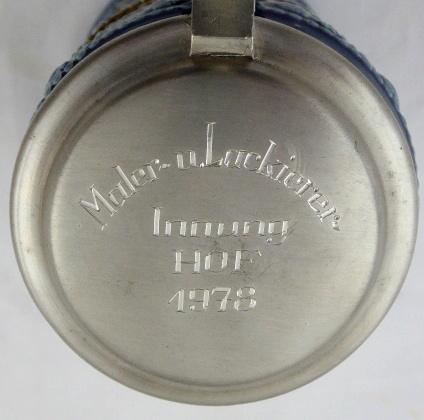 Maler- u. Lackierer-
Innung
HOF
1978